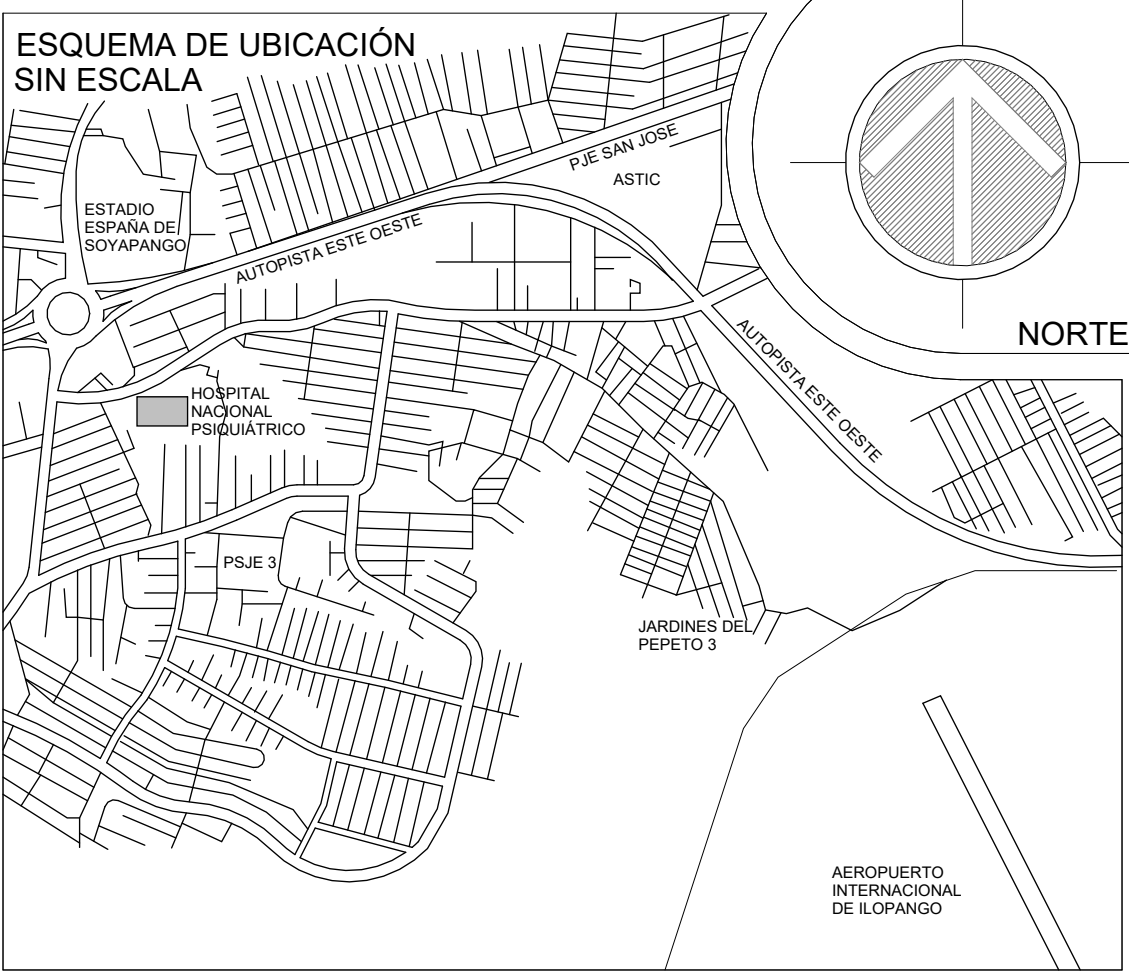 ESQUEMA DE UBICACIÓN
SIN ESCALA
PJE SAN JOSE
ASTIC
ESTADIO
ESPAÑA DE
SOYAPANGO
AUTOPISTA ESTE OESTE
NORTE
AUTOPISTA ESTE OESTE
HOSPITAL
NACIONAL
PSIQUIÁTRICO
PSJE 3
JARDINES DEL
PEPETO 3
AEROPUERTO
INTERNACIONAL
DE ILOPANGO